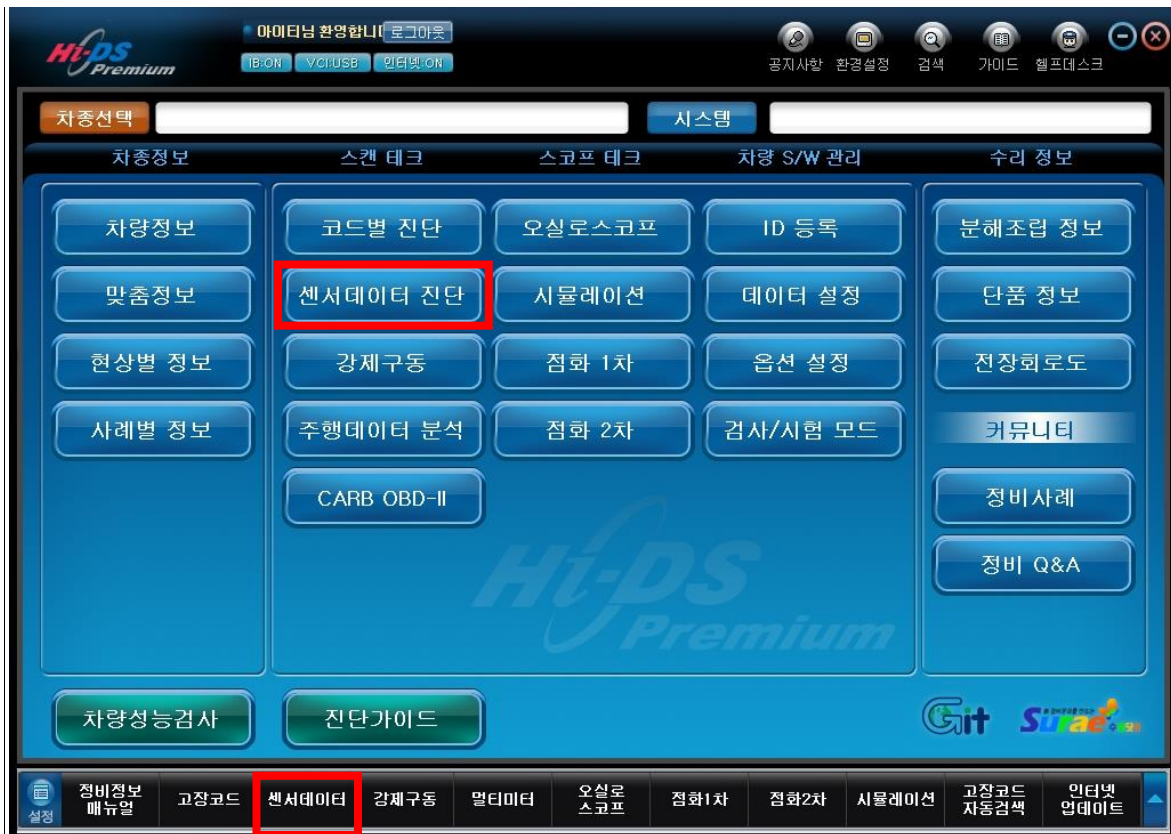 Hi-DS
Premium
아이티님 환영합니다 로그아웃
IB:ON VCI:USB 인터넷:ON
공지사항 환경설정 검색 가이드 헬프데스크
차종선택 시스템
차종정보 스캔 테크 스코프 테크 차량 S/W 관리 수리 정보
차량정보 코드별 진단 오실로스코프 ID 등록 분해조립 정보
맞춤정보 센서데이터 진단 시뮬레이션 데이터 설정 단품 정보
현상별 정보 강제구동 점화 1차 옵션 설정 전장회로도
사례별 정보 주행데이터 분석 점화 2차 검사/시험 모드 커뮤니티
CARB OBD-II 정비사례
정비 Q&A
Hi-DS
Premium
차량성능검사 진단가이드 Git Surae
설정 정비정보 매뉴얼 고장코드 센서데이터 강제구동 멀티미터 오실로 스코프 점화1차 점화2차 시뮬레이션 고장코드 자동검색 인터넷 업데이트